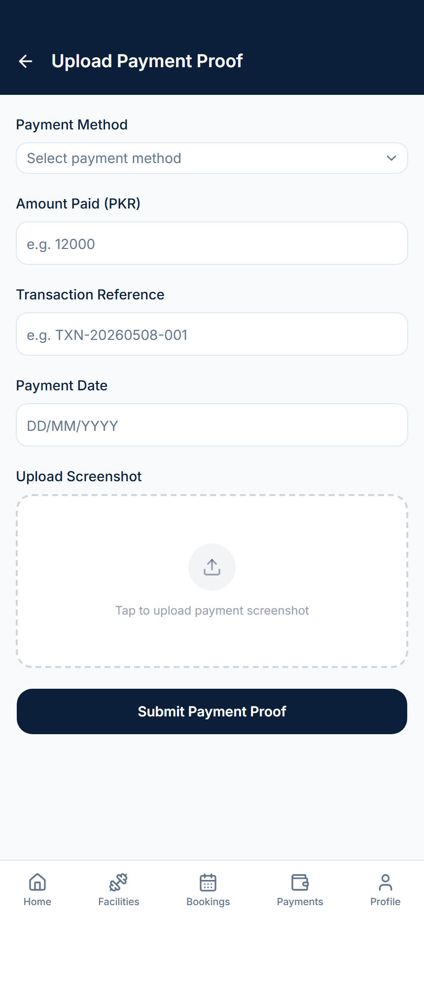 Upload Payment Proof
Payment Method
Select payment method
Amount Paid (PKR)
e.g. 12000
Transaction Reference
e.g. TXN-20260508-001
Payment Date
DD/MM/YYYY
Upload Screenshot
Tap to upload payment screenshot
Submit Payment Proof
Home Facilities Bookings Payments Profile